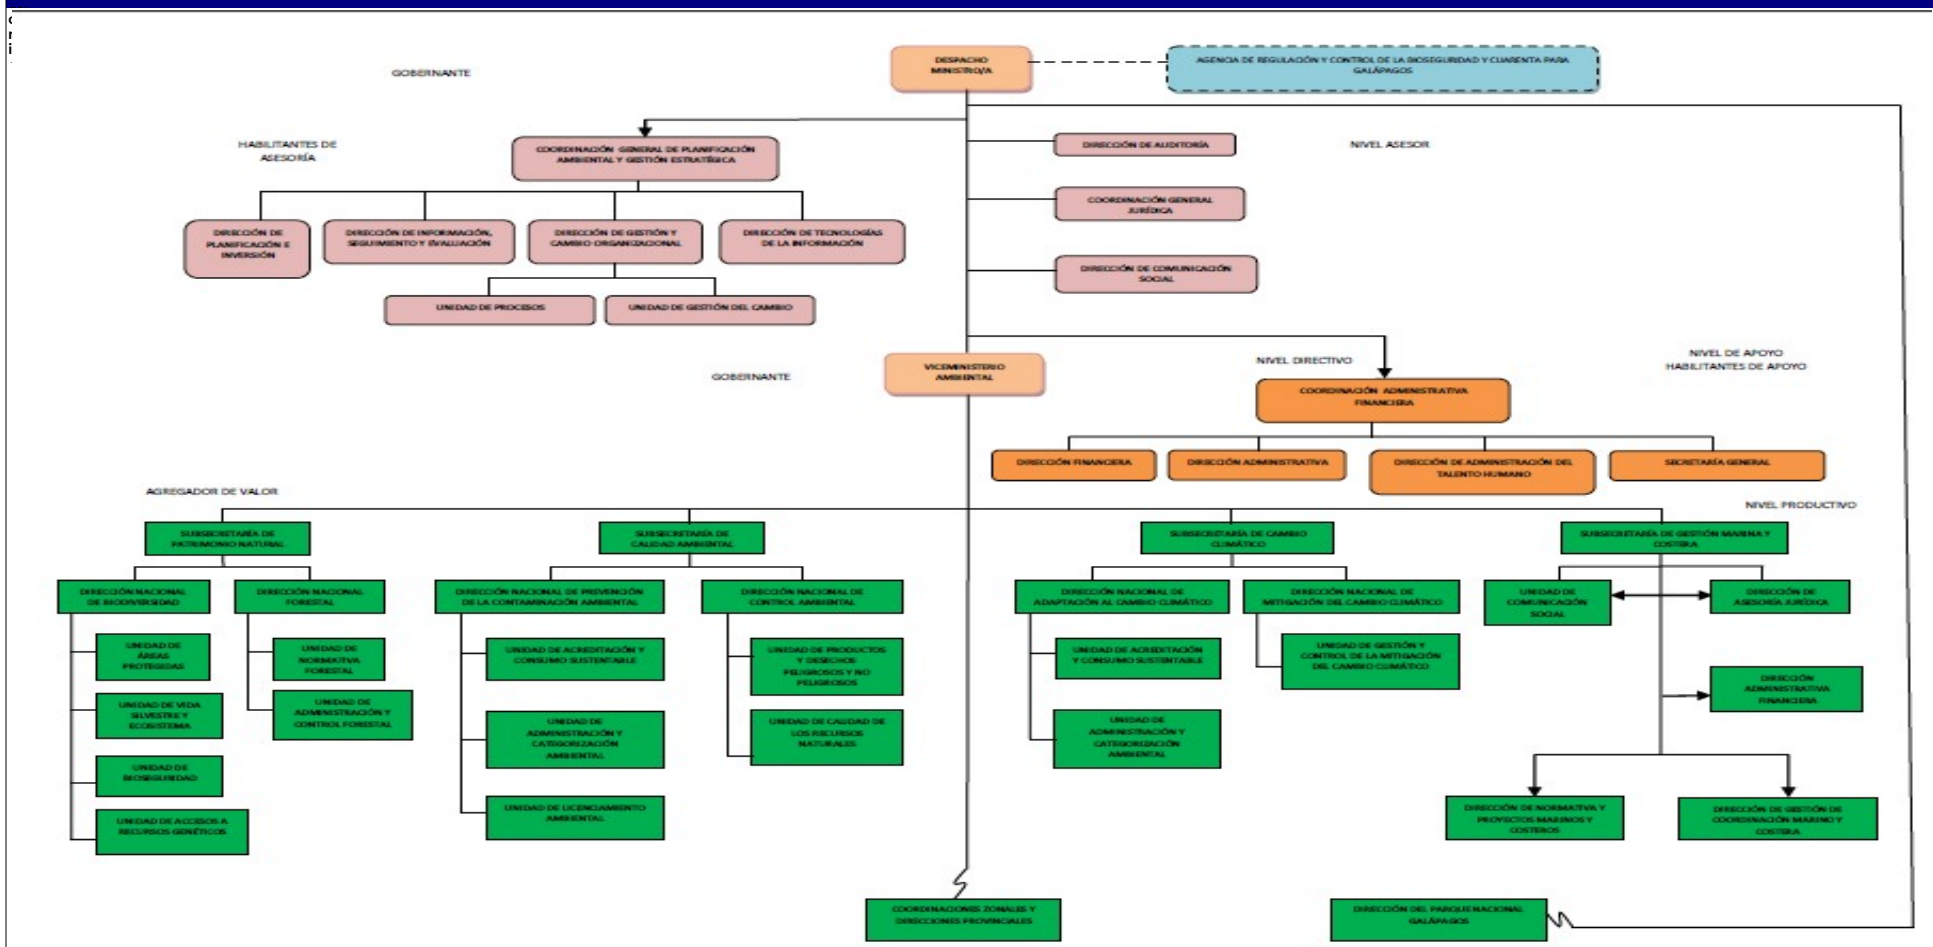 DESPACHO
MINISTRO/A
AGENCIA DE REGULACIÓN Y CONTROL DE LA BIOSEGURIDAD Y CUARENTA PARA
GALÁPAGOS
GOBERNANTE
HABILITANTES DE
ASESORÍA
COORDINACIÓN GENERAL DE PLANIFICACIÓN
AMBIENTAL Y GESTIÓN ESTRATÉGICA
DIRECCIÓN DE AUDITORÍA
NIVEL ASESOR
COORDINACIÓN GENERAL
JURÍDICA
DIRECCIÓN DE
PLANIFICACIÓN E
INVERSIÓN
DIRECCIÓN DE INFORMACIÓN,
SEGUIMIENTO Y EVALUACIÓN
DIRECCIÓN DE GESTIÓN Y
CAMBIO ORGANIZACIONAL
DIRECCIÓN DE TECNOLOGÍAS
DE LA INFORMACIÓN
DIRECCIÓN DE COMUNICACIÓN
SOCIAL
UNIDAD DE PROCESOS
UNIDAD DE GESTIÓN DEL CAMBIO
GOBERNANTE
VICEMINISTERIO
AMBIENTAL
NIVEL DIRECTIVO
NIVEL DE APOYO
HABILITANTES DE APOYO
COORDINACIÓN ADMINISTRATIVA
FINANCIERA
DIRECCIÓN FINANCIERA
DIRECCIÓN ADMINISTRATIVA
DIRECCIÓN DE ADMINISTRACIÓN DEL
TALENTO HUMANO
SECRETARÍA GENERAL
AGREGADOR DE VALOR
NIVEL PRODUCTIVO
SUBSECRETARÍA DE
PATRIMONIO NATURAL
SUBSECRETARÍA DE
CALIDAD AMBIENTAL
SUBSECRETARÍA DE CAMBIO
CLIMÁTICO
SUBSECRETARÍA DE GESTIÓN MARINA Y
COSTERA
DIRECCIÓN NACIONAL
DE BIODIVERSIDAD
DIRECCIÓN NACIONAL
FORESTAL
DIRECCIÓN NACIONAL DE PREVENCIÓN
DE LA CONTAMINACIÓN AMBIENTAL
DIRECCIÓN NACIONAL DE
CONTROL AMBIENTAL
DIRECCIÓN NACIONAL DE
ADAPTACIÓN AL CAMBIO CLIMÁTICO
DIRECCIÓN NACIONAL DE
MITIGACIÓN DEL CAMBIO CLIMÁTICO
UNIDAD DE
COMUNICACIÓN
SOCIAL
DIRECCIÓN DE
ASESORÍA JURÍDICA
UNIDAD DE
ÁREAS
PROTEGIDAS
UNIDAD DE
NORMATIVA
FORESTAL
UNIDAD DE ACREDITACIÓN Y
CONSUMO SUSTENTABLE
UNIDAD DE PRODUCTOS
Y DESECHOS
PELIGROSOS Y NO
PELIGROSOS
UNIDAD DE ACREDITACIÓN
Y CONSUMO SUSTENTABLE
UNIDAD DE GESTIÓN Y
CONTROL DE LA MITIGACIÓN
DEL CAMBIO CLIMÁTICO
DIRECCIÓN
ADMINISTRATIVA
FINANCIERA
UNIDAD DE VIDA
SILVESTRE Y
ECOSISTEMA
UNIDAD DE
ADMINISTRACIÓN Y
CONTROL FORESTAL
UNIDAD DE
ADMINISTRACIÓN Y
CATEGORIZACIÓN
AMBIENTAL
UNIDAD DE CALIDAD DE
LOS RECURSOS
NATURALES
UNIDAD DE
ADMINISTRACIÓN Y
CATEGORIZACIÓN
AMBIENTAL
UNIDAD DE
BIOSEGURIDAD
UNIDAD DE ACCESOS A
RECURSOS GENÉTICOS
UNIDAD DE LICENCIAMIENTO
AMBIENTAL
DIRECCIÓN DE NORMATIVA Y
PROYECTOS MARINOS Y
COSTEROS
DIRECCIÓN DE GESTIÓN DE
COORDINACIÓN MARINO Y
COSTERA
COORDINACIONES ZONALES Y
DIRECCIONES PROVINCIALES
DIRECCIÓN DEL PARQUE NACIONAL
GALÁPAGOS